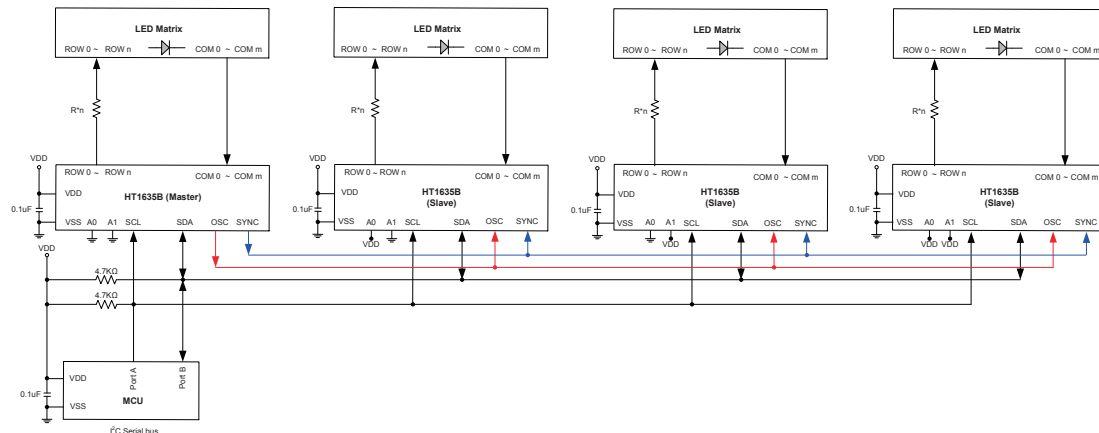 LED Matrix
ROW 0 ~ ROW n COM 0 ~ COM m
LED Matrix
ROW 0 ~ ROW n COM 0 ~ COM m
LED Matrix
ROW 0 ~ ROW n COM 0 ~ COM m
LED Matrix
ROW 0 ~ ROW n COM 0 ~ COM m
R*n
R*n
R*n
R*n
VDD
0.1uF
ROW 0 ~ ROW n COM 0 ~ COM m
HT1635B (Master)
VDD
VSS A0 A1 SCL SDA OSC SYNC
VDD
0.1uF
ROW 0 ~ ROW n COM 0 ~ COM m
HT1635B
(Slave)
VDD
VSS A0 A1 SCL SDA OSC SYNC
VDD
VDD
0.1uF
ROW 0 ~ ROW n COM 0 ~ COM m
HT1635B
(Slave)
VDD
VSS A0 A1 SCL SDA OSC SYNC
VDD
VDD
0.1uF
ROW 0 ~ ROW n COM 0 ~ COM m
HT1635B
(Slave)
VDD
VSS A0 A1 SCL SDA OSC SYNC
VDD VDD
VDD
4.7KΩ
4.7KΩ
0.1uF
VDD
VSS
Port A
Port B
MCU
I²C Serial bus